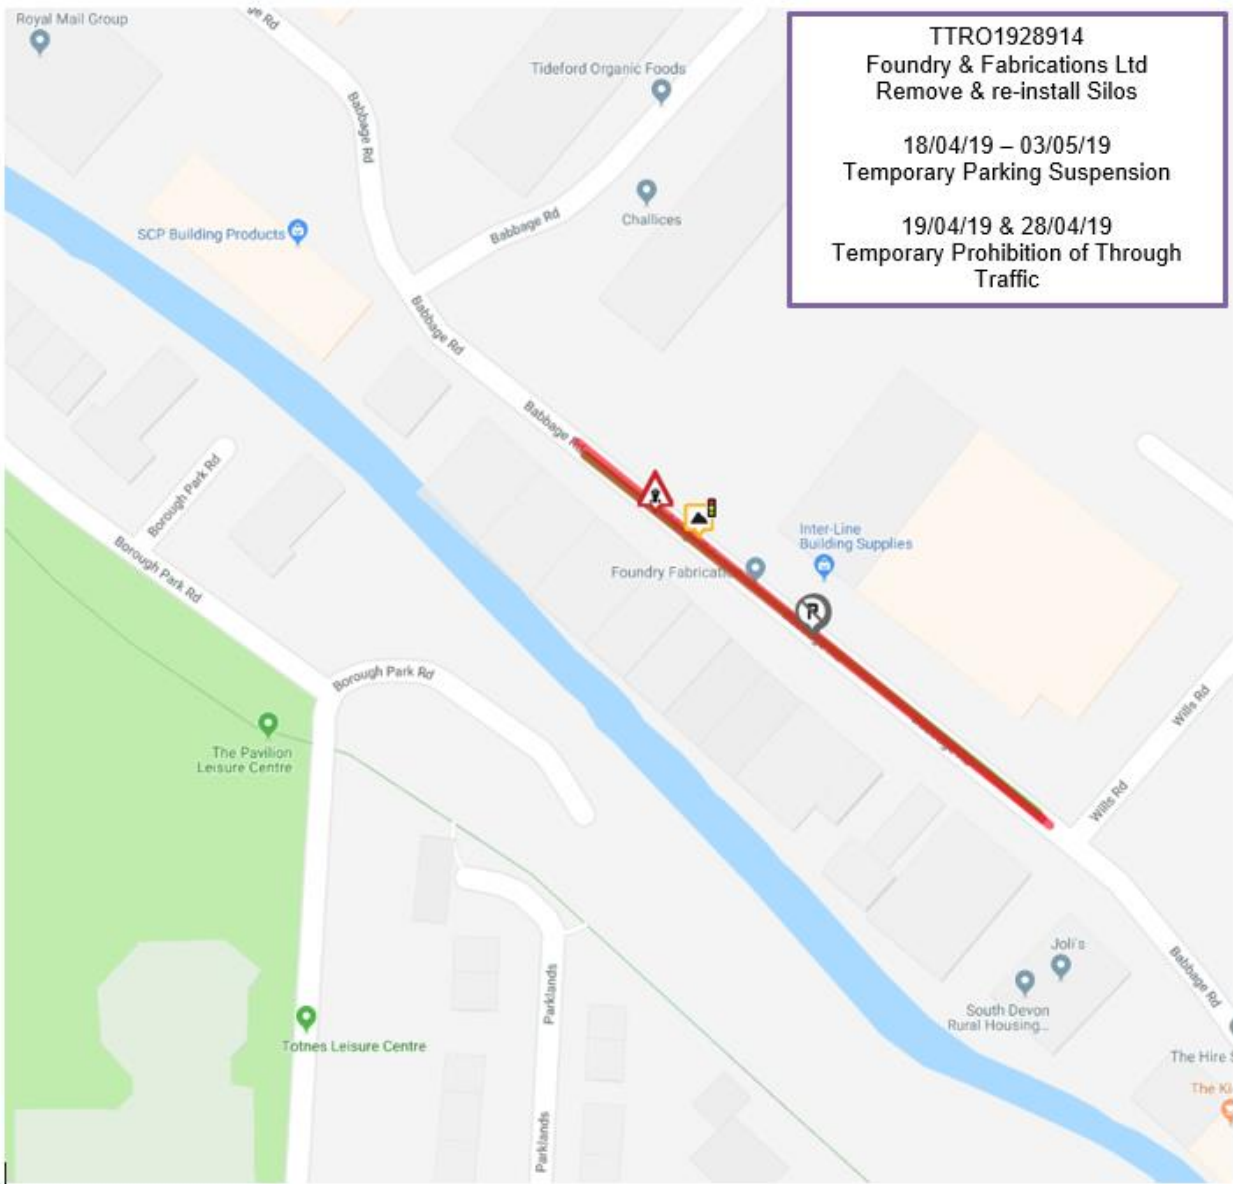 Royal Mail Group
Babbage Rd
Tideford Organic Foods
TTRO1928914
Foundry & Fabrications Ltd
Remove & re-install Silos
18/04/19 – 03/05/19
Temporary Parking Suspension
19/04/19 & 28/04/19
Temporary Prohibition of Through
Traffic
Challices
Babbage Rd
SCP Building Products
Babbage Rd
Babbage Rd
Borough Park Rd
Borough Park Rd
Inter-Line
Building Supplies
Foundry
Borough Park Rd
The Pavilion
Leisure Centre
Wills Rd
Wills Rd
Joli's
South Devon
Rural Housing...
Babbage Rd
Parklands
Totnes Leisure Centre
The Hire
The
Parklands